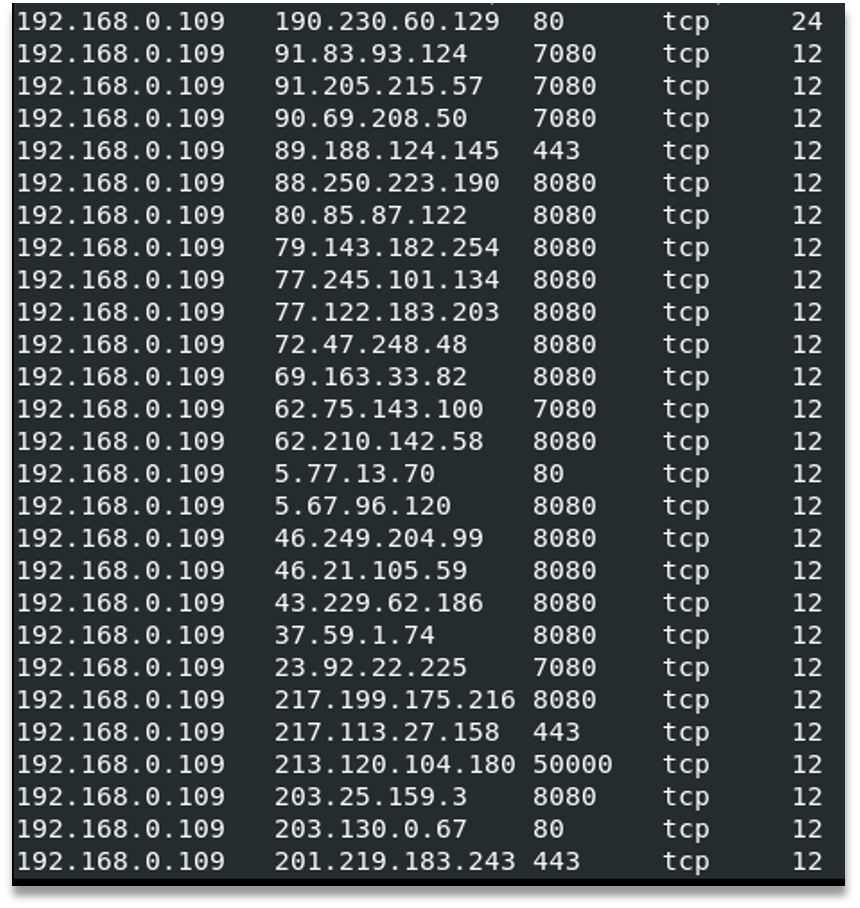 192.168.0.109 190.230.60.129 80 tcp 24
192.168.0.109 91.83.93.124 7080 tcp 12
192.168.0.109 91.205.215.57 7080 tcp 12
192.168.0.109 90.69.208.50 7080 tcp 12
192.168.0.109 89.188.124.145 443 tcp 12
192.168.0.109 88.250.223.190 8080 tcp 12
192.168.0.109 80.85.87.122 8080 tcp 12
192.168.0.109 79.143.182.254 8080 tcp 12
192.168.0.109 77.245.101.134 8080 tcp 12
192.168.0.109 77.122.183.203 8080 tcp 12
192.168.0.109 72.47.248.48 8080 tcp 12
192.168.0.109 69.163.33.82 8080 tcp 12
192.168.0.109 62.75.143.100 7080 tcp 12
192.168.0.109 62.210.142.58 8080 tcp 12
192.168.0.109 5.77.13.70 80 tcp 12
192.168.0.109 5.67.96.120 8080 tcp 12
192.168.0.109 46.249.204.99 8080 tcp 12
192.168.0.109 46.21.105.59 8080 tcp 12
192.168.0.109 43.229.62.186 8080 tcp 12
192.168.0.109 37.59.1.74 8080 tcp 12
192.168.0.109 23.92.22.225 7080 tcp 12
192.168.0.109 217.199.175.216 8080 tcp 12
192.168.0.109 217.113.27.158 443 tcp 12
192.168.0.109 213.120.104.180 50000 tcp 12
192.168.0.109 203.25.159.3 8080 tcp 12
192.168.0.109 203.130.0.67 80 tcp 12
192.168.0.109 201.219.183.243 443 tcp 12